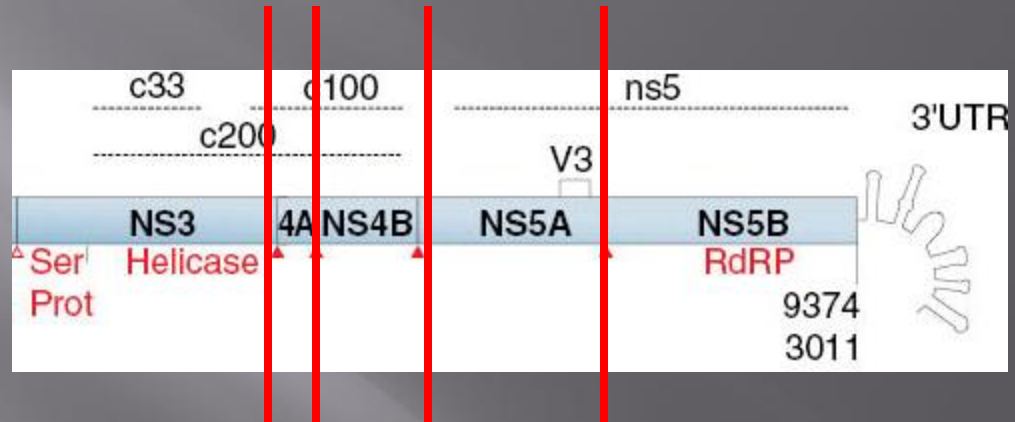 c33
c100
ns5
3'UTR
c200
V3
NS3
4A
NS4B
NS5A
NS5B
Ser
Helicase
RdRP
Prot
9374
3011